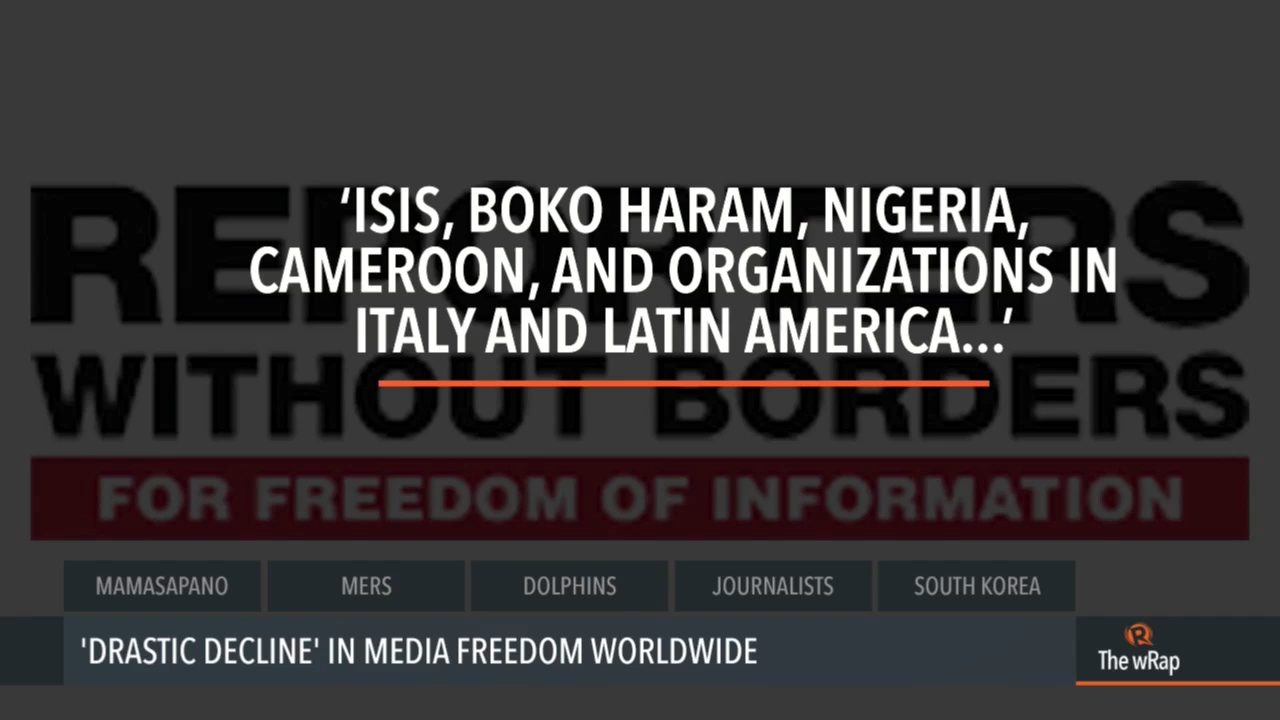 REPORTERS
‘ISIS, BOKO HARAM, NIGERIA,
CAMEROON, AND ORGANIZATIONS IN
ITALY AND LATIN AMERICA...’
WITHOUT BORDERS
FOR FREEDOM OF INFORMATION
MAMASAPANO
MERS
DOLPHINS
JOURNALISTS
SOUTH KOREA
'DRASTIC DECLINE' IN MEDIA FREEDOM WORLDWIDE
R
The wRap